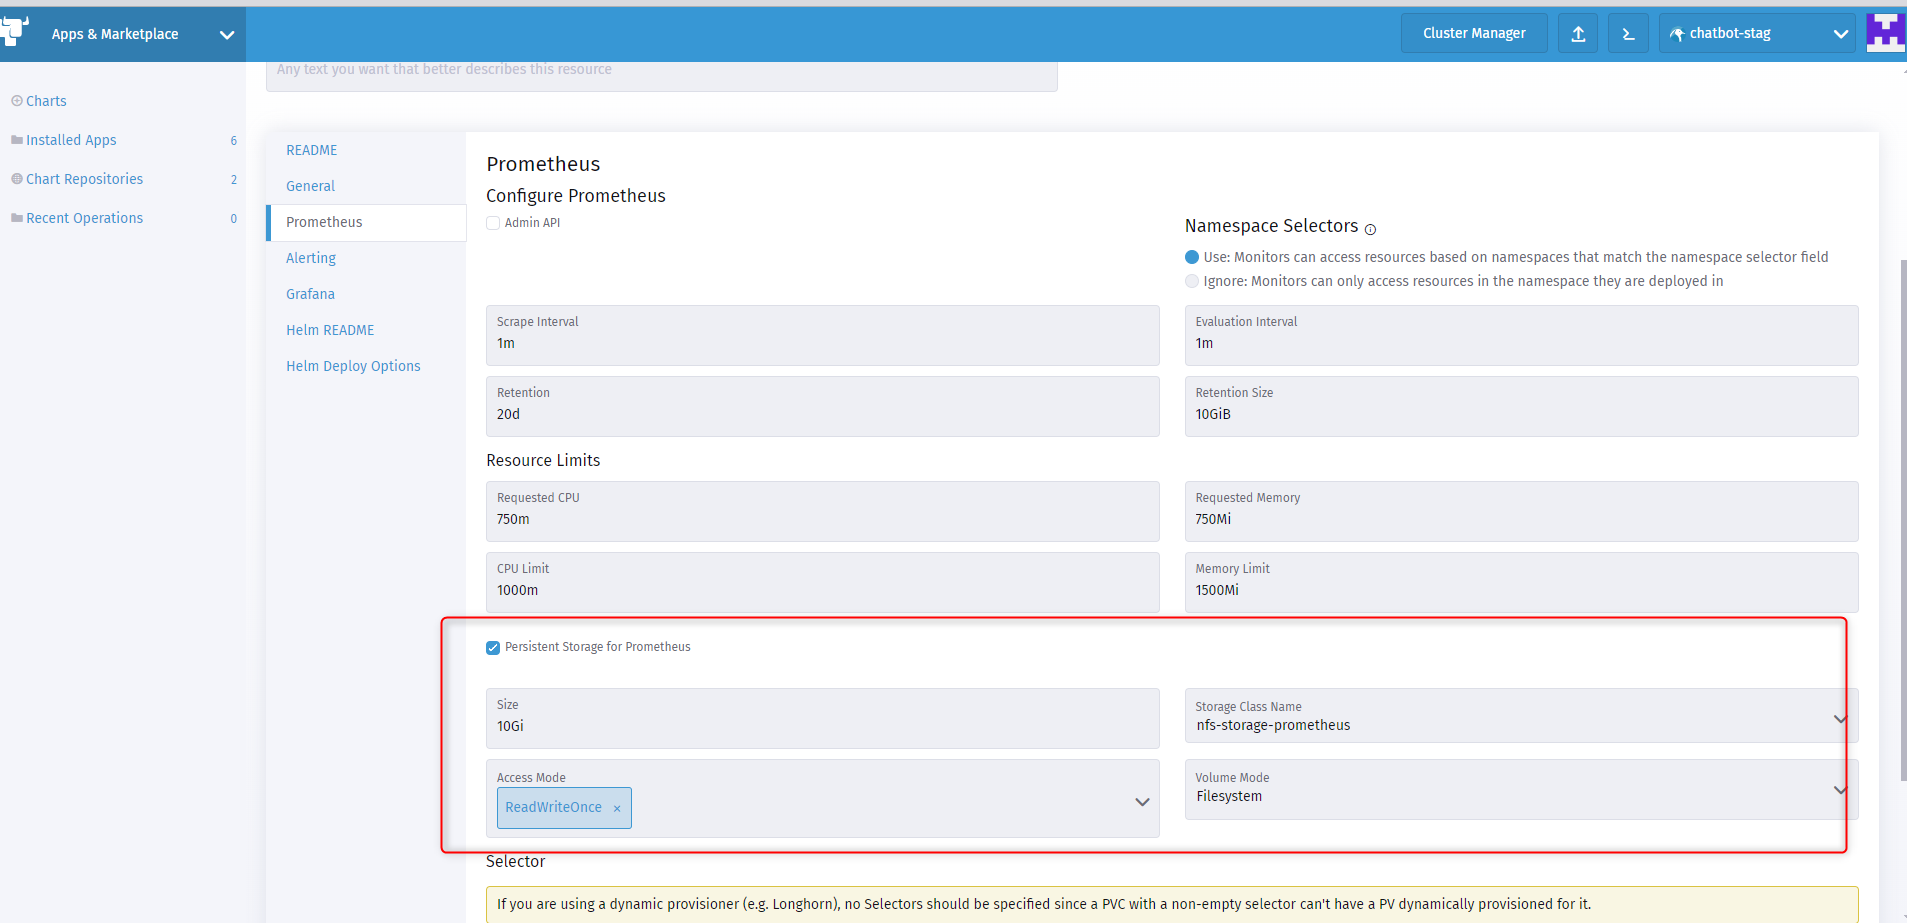 Apps & Marketplace
Cluster Manager
chatbot-stag
Any text you want that better describes this resource
Charts
Installed Apps 6
Chart Repositories 2
Recent Operations 0
README
General
Prometheus
Alerting
Grafana
Helm README
Helm Deploy Options
Prometheus
Configure Prometheus
Admin API
Namespace Selectors
Use: Monitors can access resources based on namespaces that match the namespace selector field
Ignore: Monitors can only access resources in the namespace they are deployed in
Scrape Interval
1m
Evaluation Interval
1m
Retention
20d
Retention Size
10GiB
Resource Limits
Requested CPU
750m
Requested Memory
750Mi
CPU Limit
1000m
Memory Limit
1500Mi
Persistent Storage for Prometheus
Size
10Gi
Storage Class Name
nfs-storage-prometheus
Access Mode
ReadWriteOnce ×
Volume Mode
Filesystem
Selector
If you are using a dynamic provisioner (e.g. Longhorn), no Selectors should be specified since a PVC with a non-empty selector can't have a PV dynamically provisioned for it.